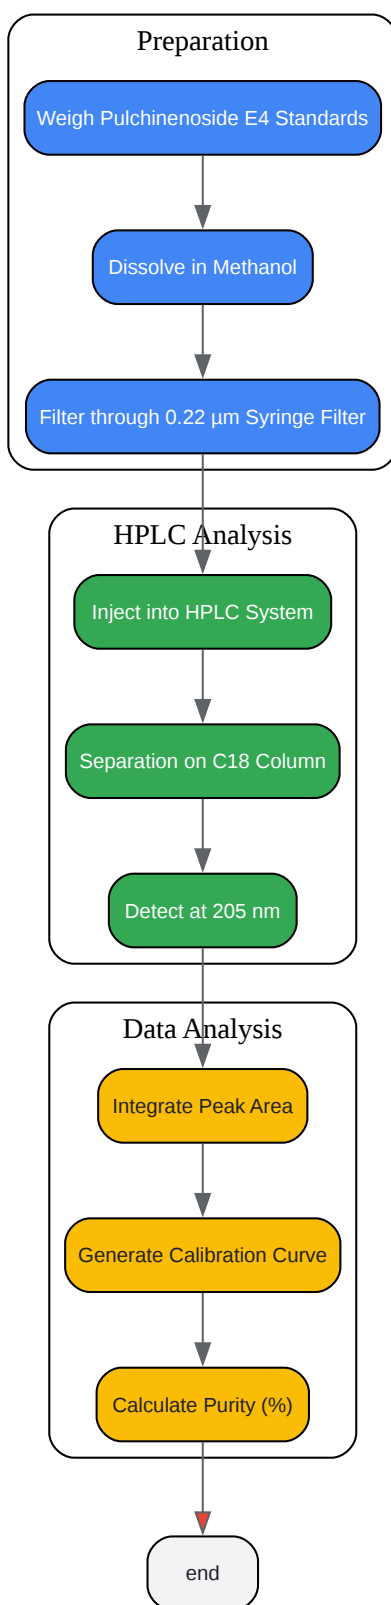 Preparation
Weigh Pulchinenoside E4 Standards
Dissolve in Methanol
Filter through 0.22 µm Syringe Filter
HPLC Analysis
Inject into HPLC System
Separation on C18 Column
Detect at 205 nm
Data Analysis
Integrate Peak Area
Generate Calibration Curve
Calculate Purity (%)
end